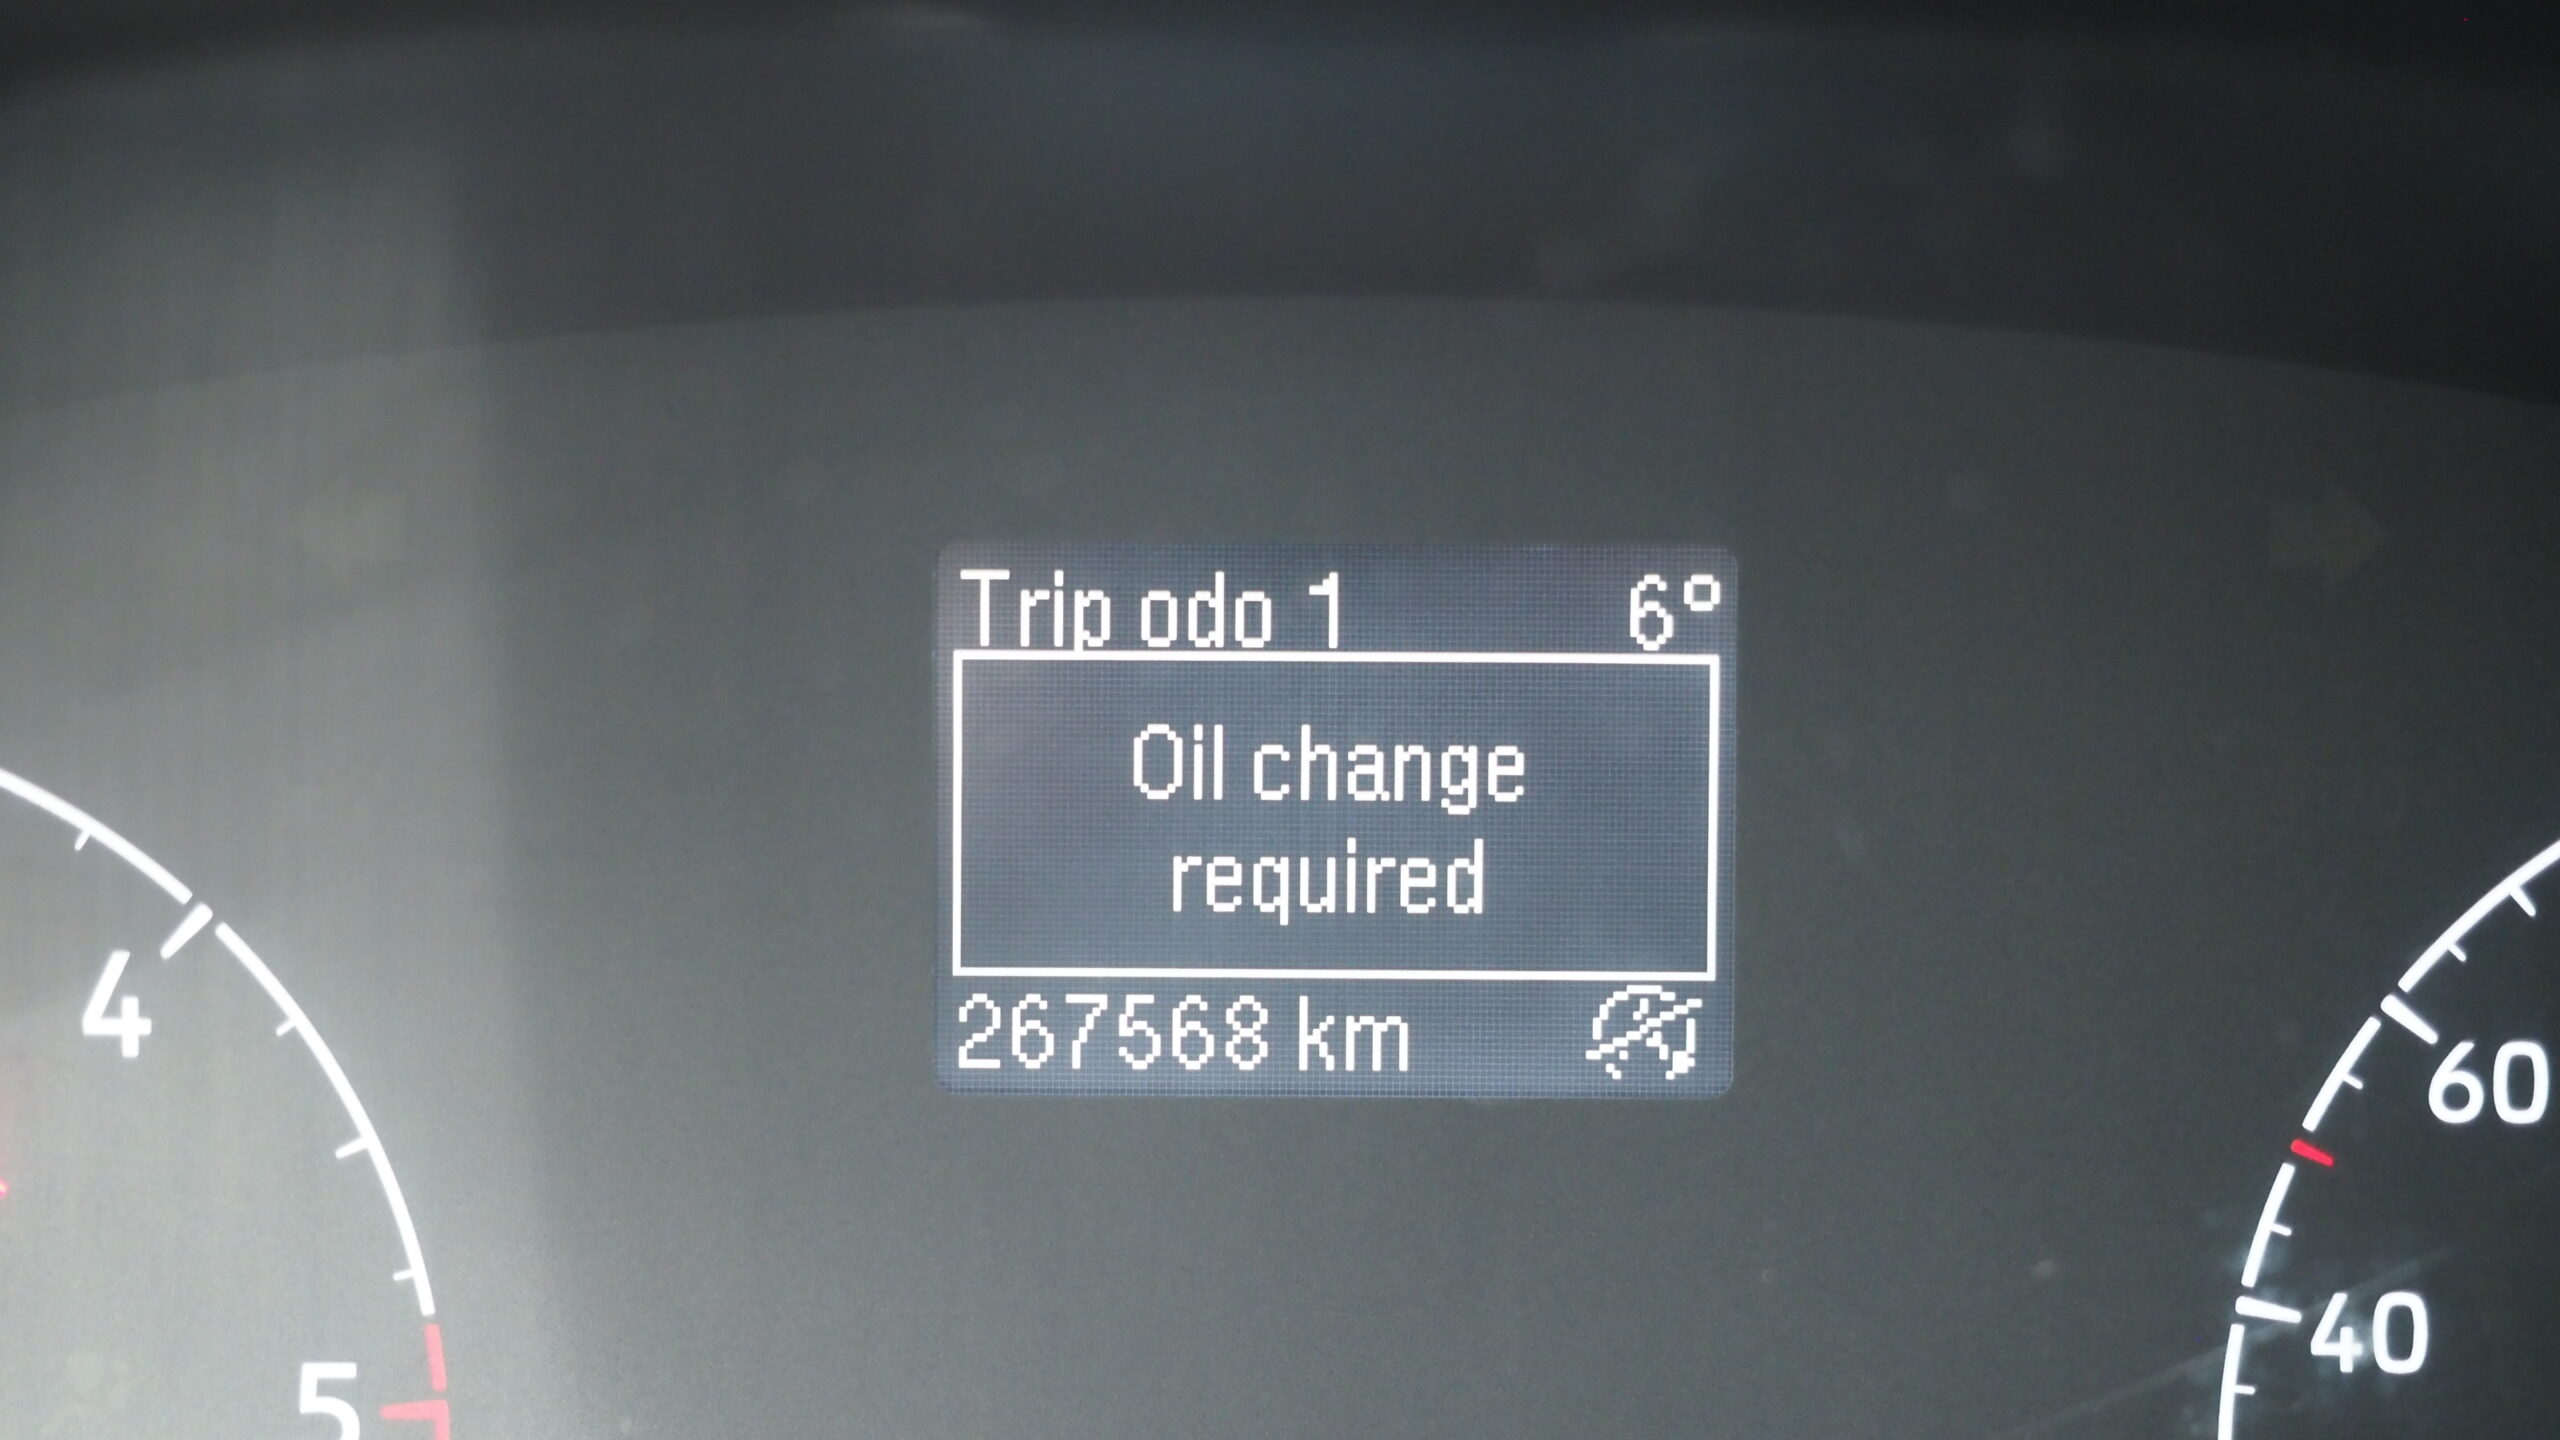 Trip odo 1 6°
Oil change
required
267568 km
4
5
60
40